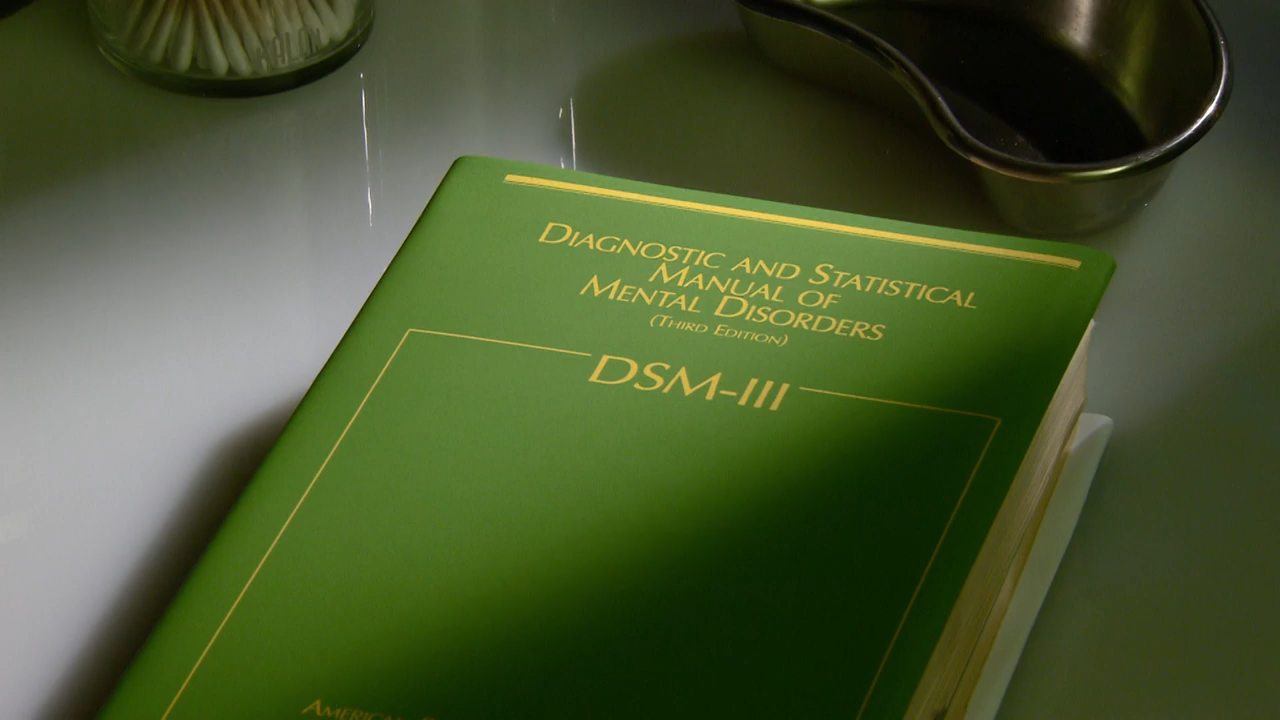 Diagnostic and Statistical
Manual of
Mental Disorders
(Third Edition)
DSM-III